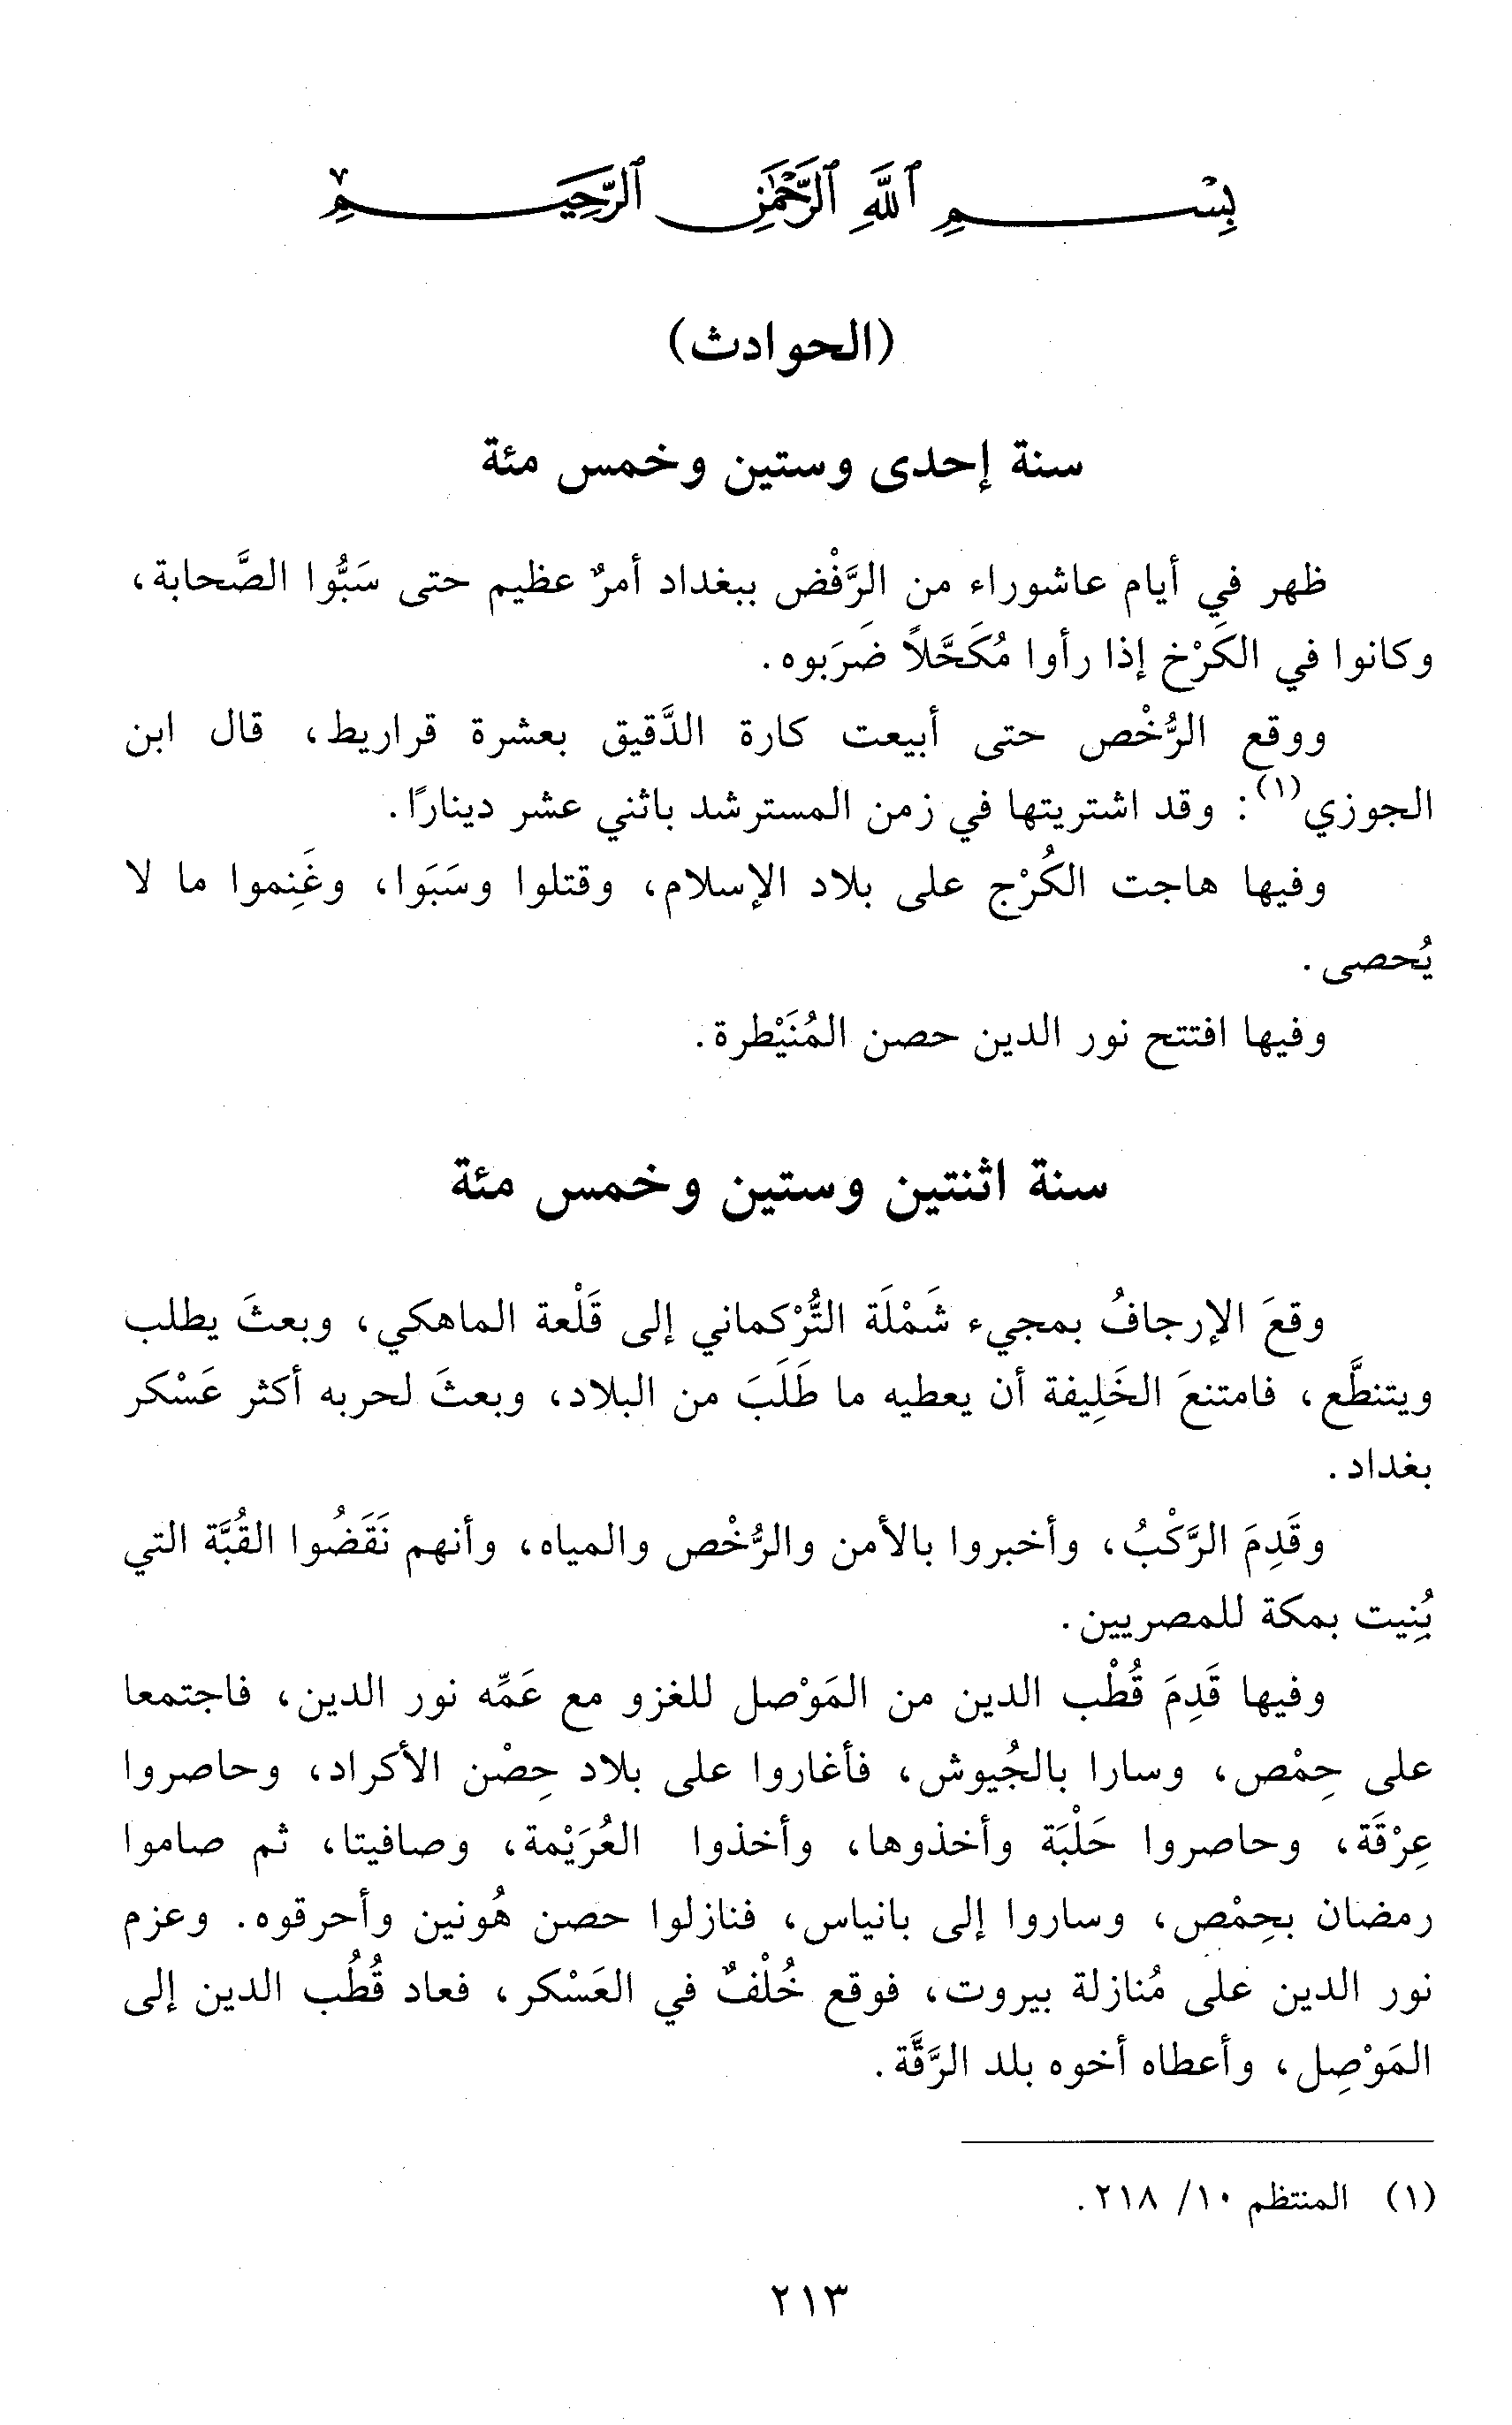 بِسْمِ ٱللَّهِ ٱلرَّحْمَٰنِ ٱلرَّحِيمِ
(الحوادث)
سنة إحدى وستين وخمس مئة
ظهر في أيام عاشوراء من الرَّفْض ببغداد أمرٌ عظيم حتى سَبُّوا الصَّحابة،
وكانوا في الكَرْخ إذا رأوا مُكَحَّلاً ضَرَبوه.
ووقع الرُّخْص حتى أبيعت كارة الدَّقيق بعشرة قراريط، قال ابن
الجوزي(١): وقد اشتريتها في زمن المسترشد باثني عشر دينارًا.
وفيها هاجت الكُرْج على بلاد الإسلام، وقتلوا وسَبَوا، وغَنِموا ما لا
يُحصى.
وفيها افتتح نور الدين حصن المُنَيْطرة.
سنة اثنتين وستين وخمس مئة
وقعَ الإرجافُ بمجيء شَمْلَة التُّرْكماني إلى قَلْعة الماهكي، وبعثَ يطلب
ويتنطَّع، فامتنعَ الخَلِيفة أن يعطيه ما طَلَبَ من البلاد، وبعثَ لحربه أكثر عَسْكر
بغداد.
وقَدِمَ الرَّكْبُ، وأخبروا بالأمن والرُّخْص والمياه، وأنهم نَقَضُوا القُبَّة التي
بُنِيت بمكة للمصريين.
وفيها قَدِمَ قُطْب الدين من المَوْصل للغزو مع عَمِّه نور الدين، فاجتمعا
على حِمْص، وسارا بالجُيوش، فأغاروا على بلاد حِصْن الأكراد، وحاصروا
عِرْقَة، وحاصروا حَلْبَة وأخذوها، وأخذوا العُرَيْمة، وصافيتا، ثم صاموا
رمضان بحِمْص، وساروا إلى بانياس، فنازلوا حصن هُونين وأحرقوه. وعزم
نور الدين على مُنازلة بيروت، فوقع خُلْفٌ في العَسْكر، فعاد قُطُب الدين إلى
المَوْصِل، وأعطاه أخوه بلد الرَّقَّة.
(١) المنتظم ١٠/ ٢١٨.
٢١٣